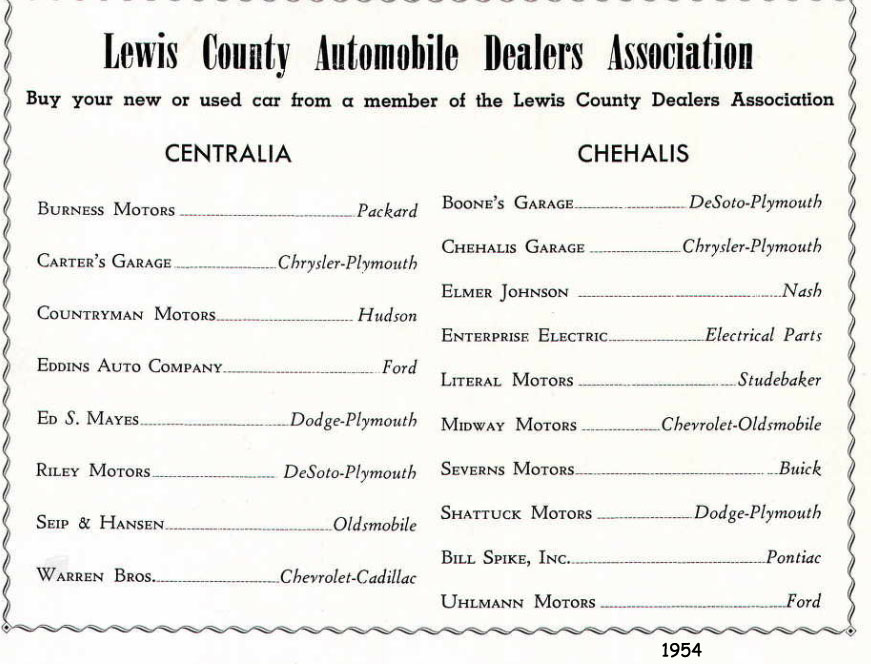 Lewis County Automobile Dealers Association
Buy your new or used car from a member of the Lewis County Dealers Association
CENTRALIA
Burness Motors Packard
Carter's Garage Chrysler-Plymouth
Countryman Motors Hudson
Eddins Auto Company Ford
Ed S. Mayes Dodge-Plymouth
Riley Motors DeSoto-Plymouth
Seip & Hansen Oldsmobile
Warren Bros. Chevrolet-Cadillac
CHEHALIS
Boone's Garage DeSoto-Plymouth
Chehalis Garage Chrysler-Plymouth
Elmer Johnson Nash
Enterprise Electric Electrical Parts
Literal Motors Studebaker
Midway Motors Chevrolet-Oldsmobile
Severns Motors Buick
Shattuck Motors Dodge-Plymouth
Bill Spike, Inc. Pontiac
Uhlmann Motors Ford
1954